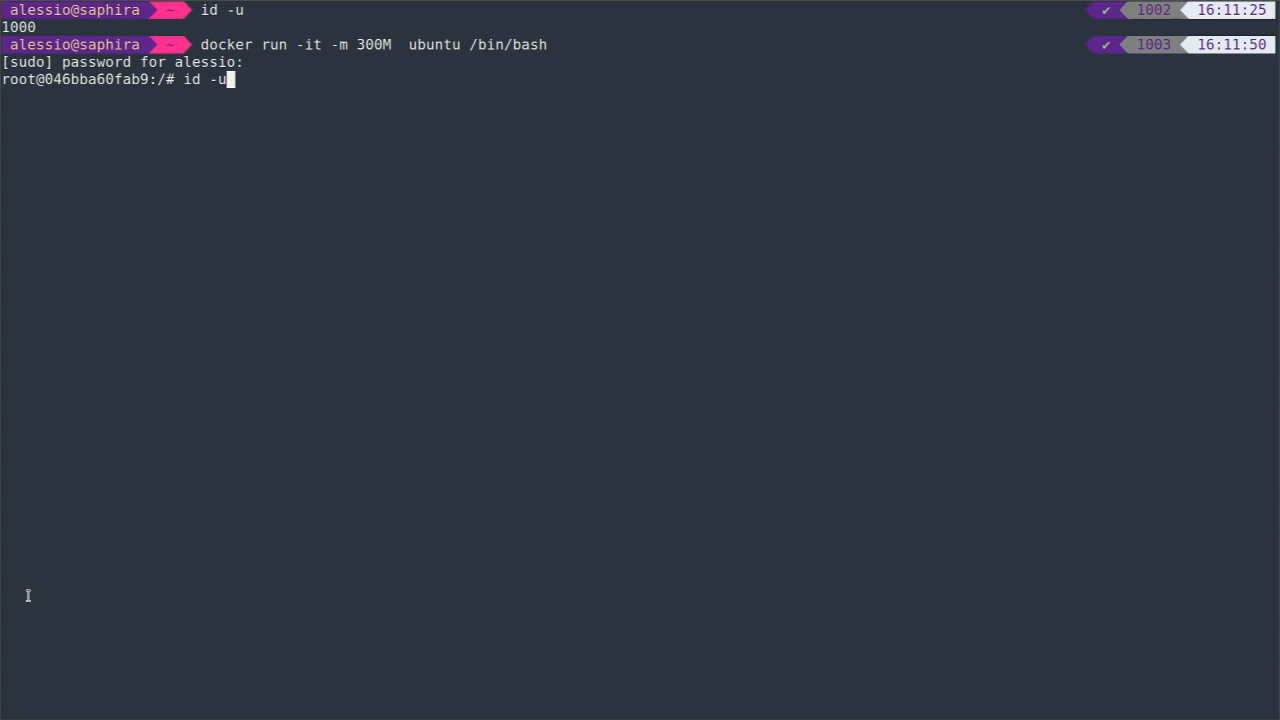 alessio@saphira ~ id -u ✔ 1002 16:11:25
1000
alessio@saphira ~ docker run -it -m 300M  ubuntu /bin/bash ✔ 1003 16:11:50
[sudo] password for alessio:
root@046bba60fab9:/# id -u